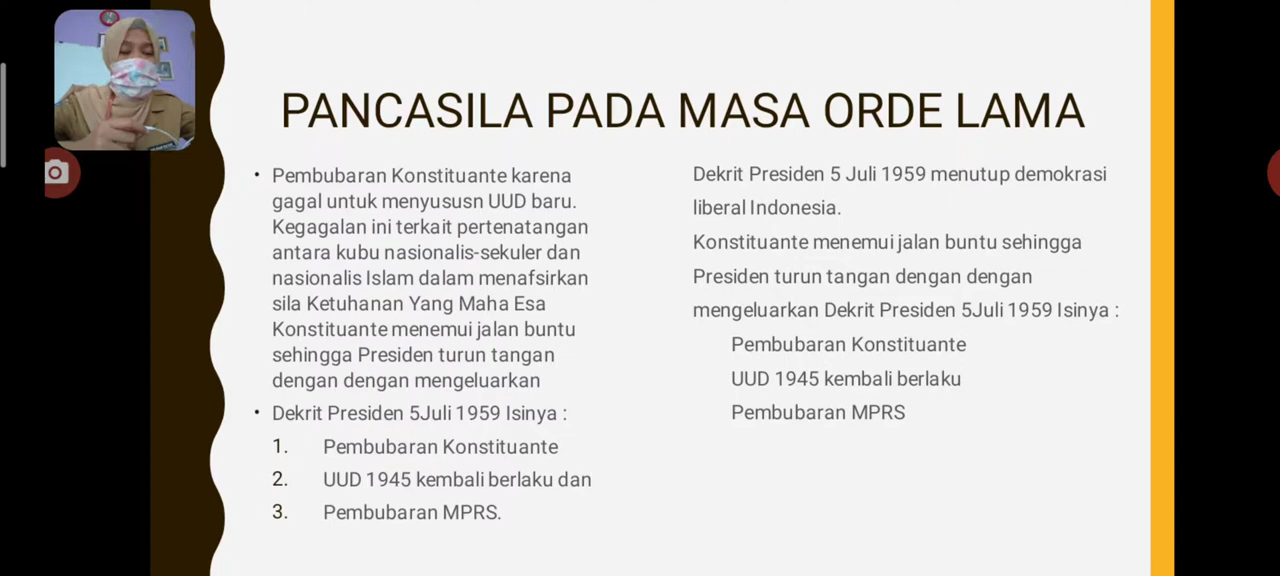 PANCASILA PADA MASA ORDE LAMA
• Pembubaran Konstituante karena
gagal untuk menyususn UUD baru.
Kegagalan ini terkait pertenatangan
antara kubu nasionalis-sekuler dan
nasionalis Islam dalam menafsirkan
sila Ketuhanan Yang Maha Esa
Konstituante menemui jalan buntu
sehingga Presiden turun tangan
dengan dengan mengeluarkan
• Dekrit Presiden 5Juli 1959 Isinya :
1. Pembubaran Konstituante
2. UUD 1945 kembali berlaku dan
3. Pembubaran MPRS.
Dekrit Presiden 5 Juli 1959 menutup demokrasi
liberal Indonesia.
Konstituante menemui jalan buntu sehingga
Presiden turun tangan dengan dengan
mengeluarkan Dekrit Presiden 5Juli 1959 Isinya :
Pembubaran Konstituante
UUD 1945 kembali berlaku
Pembubaran MPRS